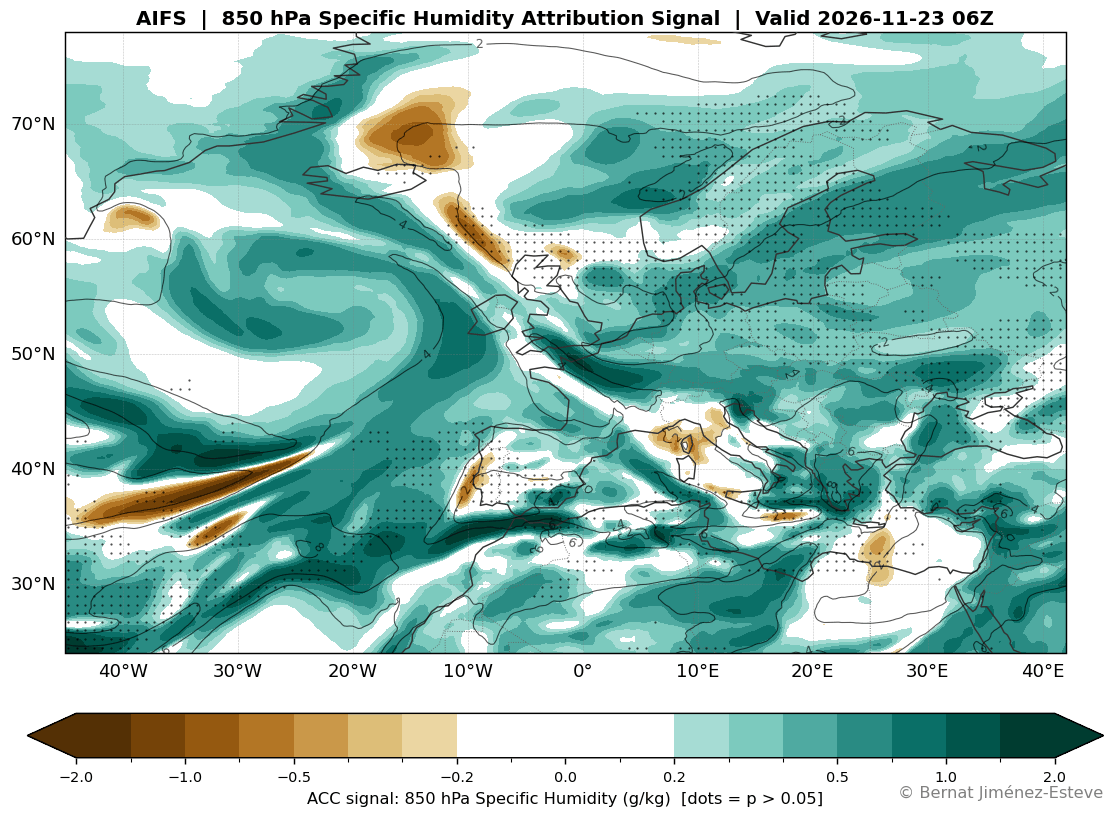 AIFS | 850 hPa Specific Humidity Attribution Signal | Valid 2026-11-23 06Z
70°N
60°N
50°N
40°N
30°N
40°W 30°W 20°W 10°W 0° 10°E 20°E 30°E 40°E
−2.0 −1.0 −0.5 −0.2 0.0 0.2 0.5 1.0 2.0
ACC signal: 850 hPa Specific Humidity (g/kg) [dots = p > 0.05]
© Bernat Jiménez-Esteve